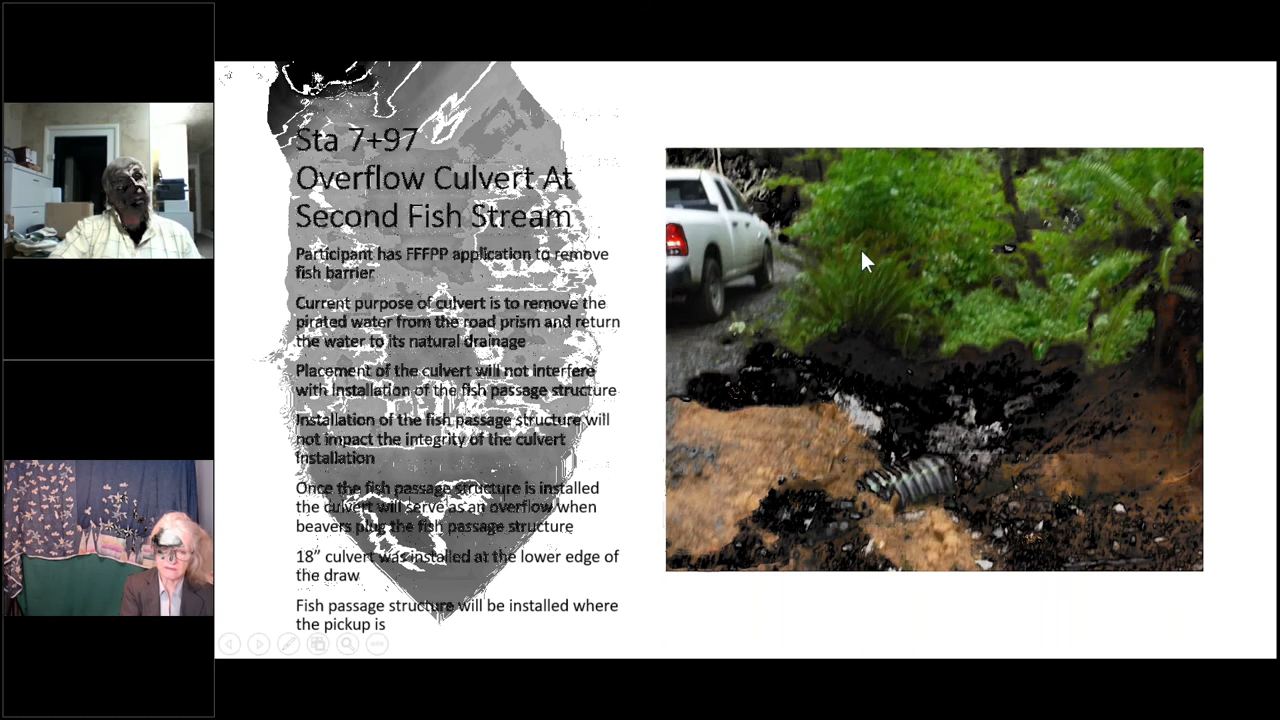 Sta 7+97
Overflow Culvert At
Second Fish Stream
Participant has FFFPP application to remove
fish barrier
Current purpose of culvert is to remove the
pirated water from the road prism and return
the water to its natural drainage
Placement of the culvert will not interfere
with installation of the fish passage structure
Installation of the fish passage structure will
not impact the integrity of the culvert
installation
Once the fish passage structure is installed
the culvert will serve as an overflow when
beavers plug the fish passage structure
18” culvert was installed at the lower edge of
the draw
Fish passage structure will be installed where
the pickup is